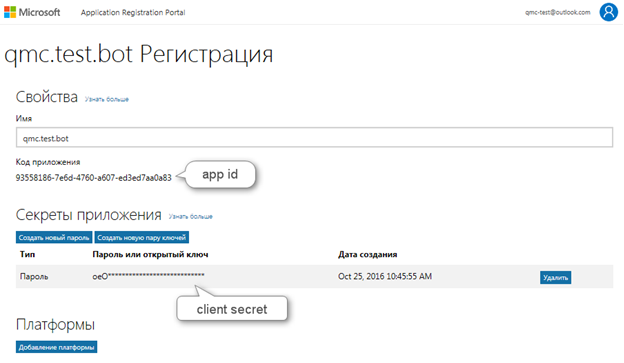 Microsoft Application Registration Portal qmc-test@outlook.com
qmc.test.bot Регистрация
Свойства Узнать больше
Имя
qmc.test.bot
Код приложения
93558186-7e6d-4760-a607-ed3ed7aa0a83 app id
Секреты приложения Узнать больше
Создать новый пароль Создать новую пару ключей
Тип Пароль или открытый ключ Дата создания
Пароль oeO**************************** Oct 25, 2016 10:45:55 AM Удалить
client secret
Платформы
Добавление платформы